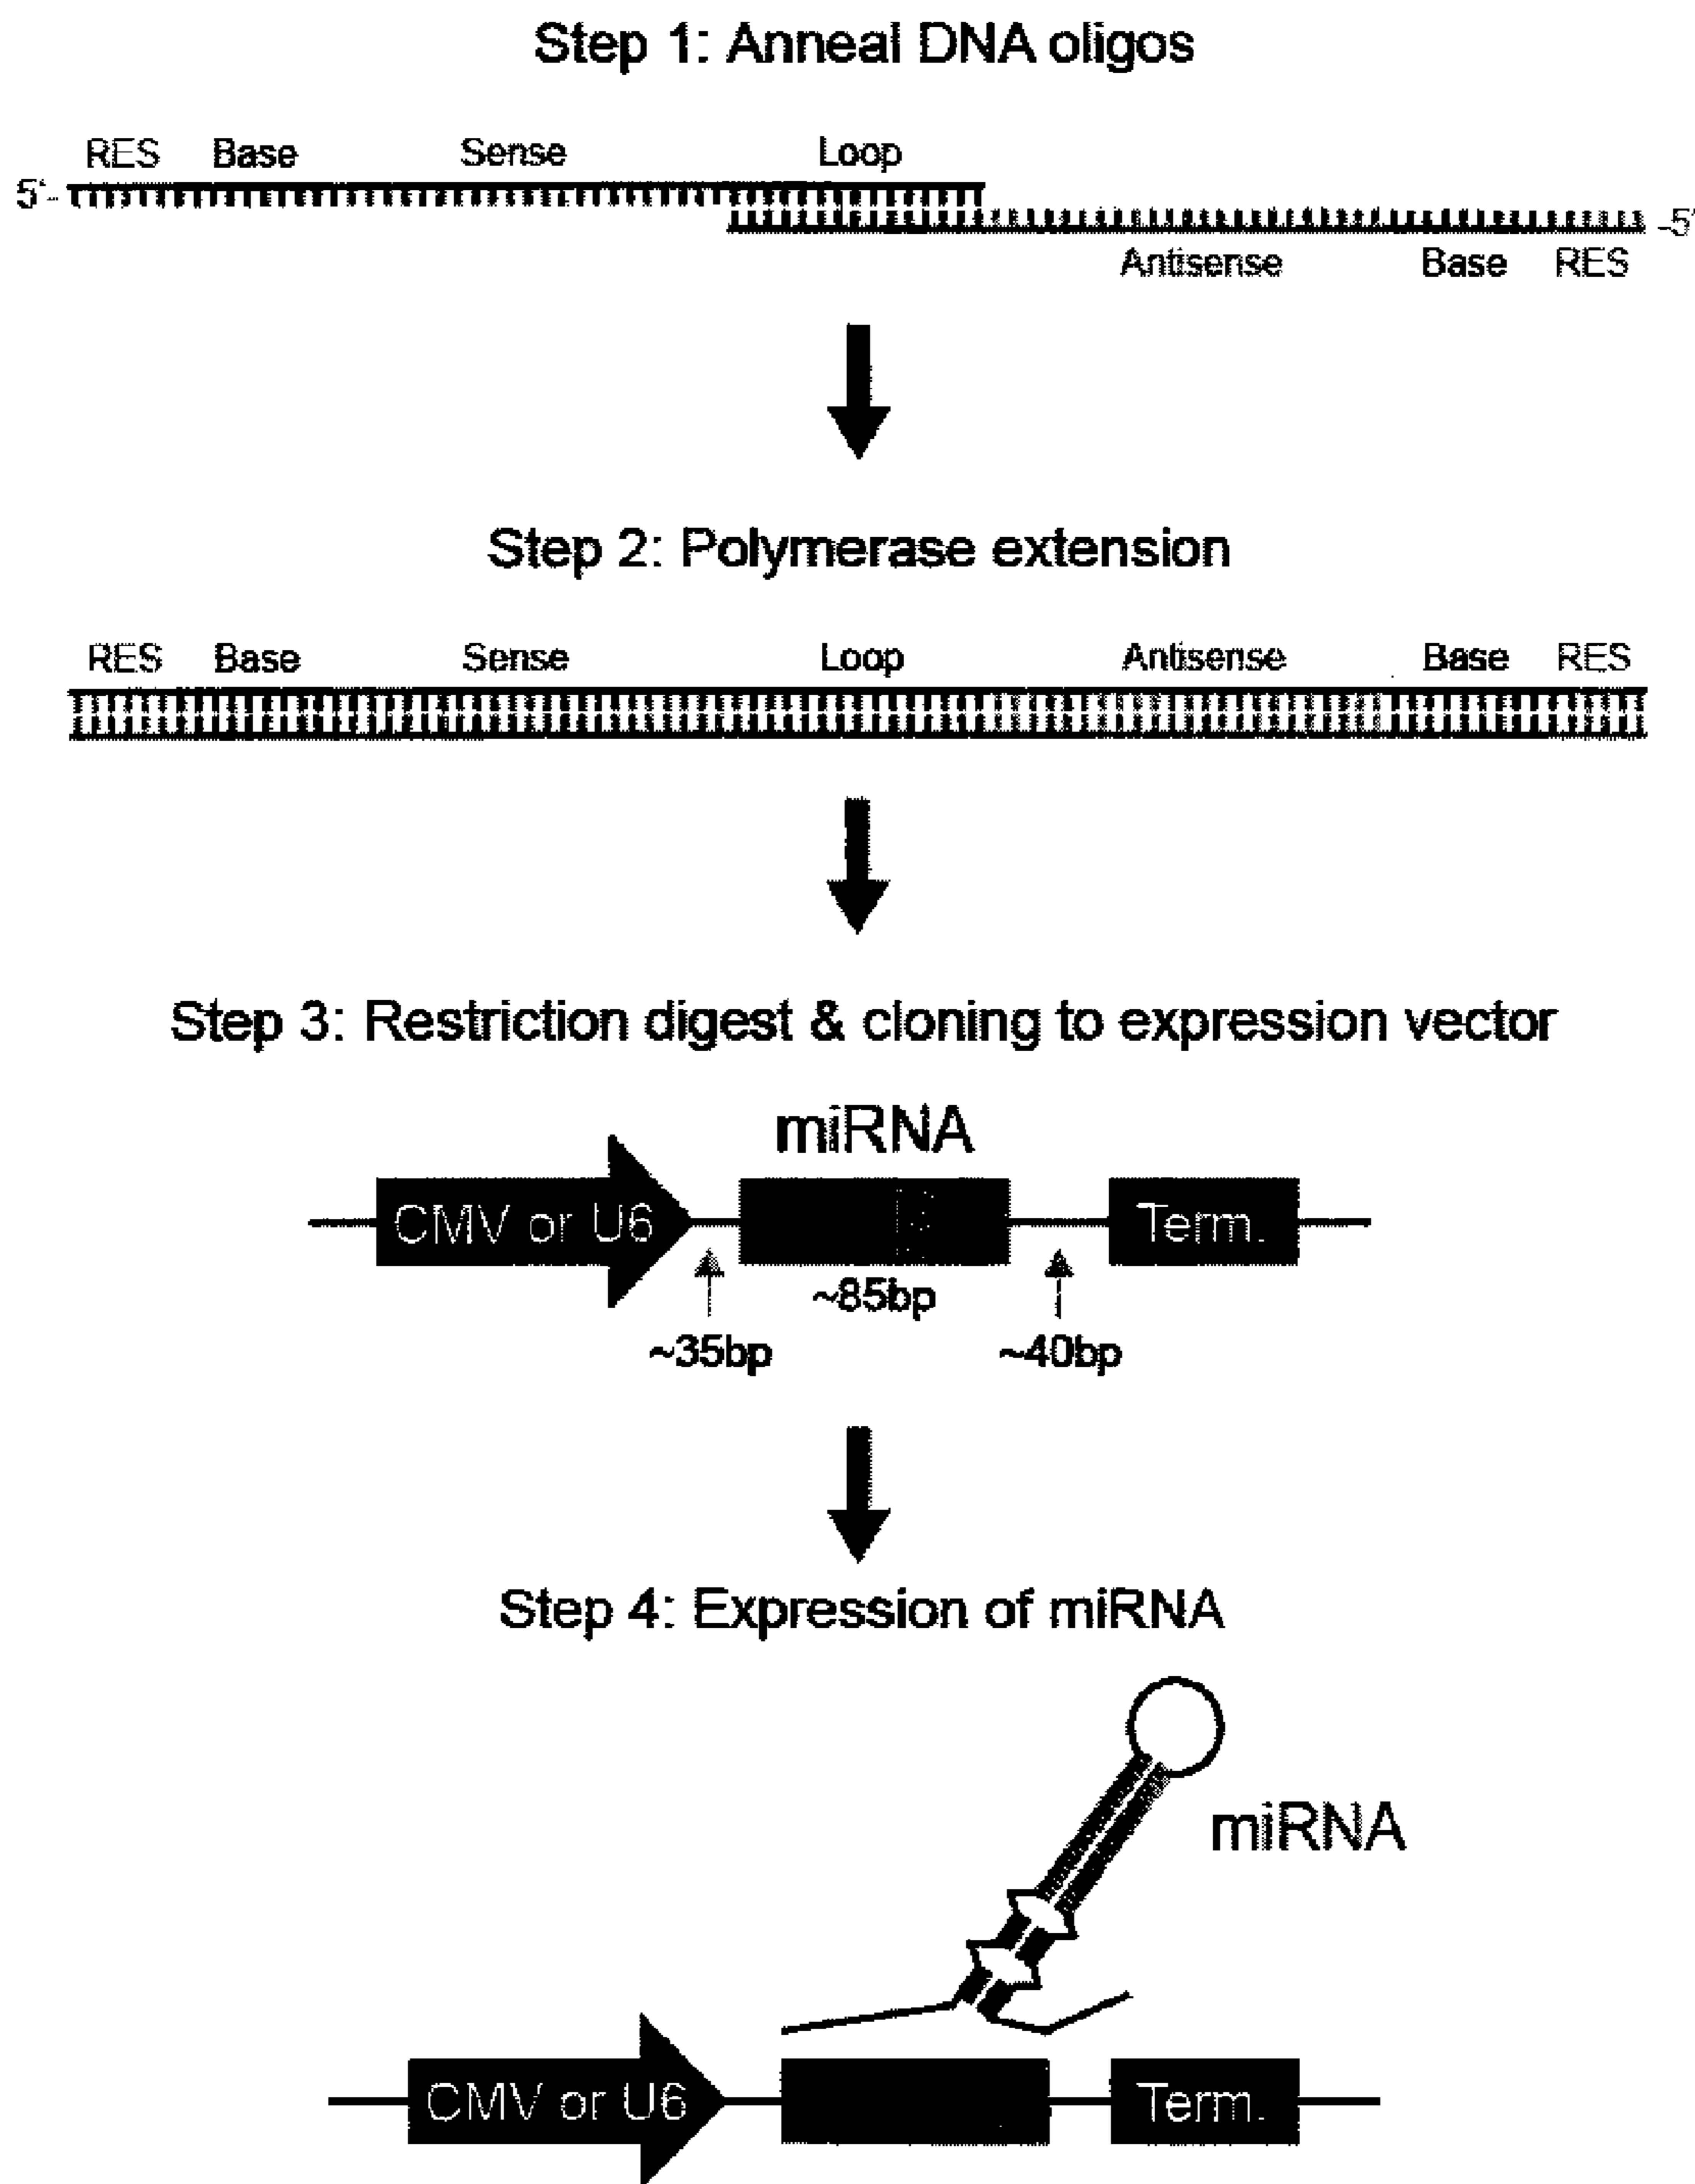 Step 1: Anneal DNA oligos
RES Base Sense Loop
5'- -5'
Antisense Base RES
Step 2: Polymerase extension
RES Base Sense Loop Antisense Base RES
Step 3: Restriction digest & cloning to expression vector
miRNA
CMV or U6 Term.
~85bp
~35bp ~40bp
Step 4: Expression of miRNA
miRNA
CMV or U6 Term.